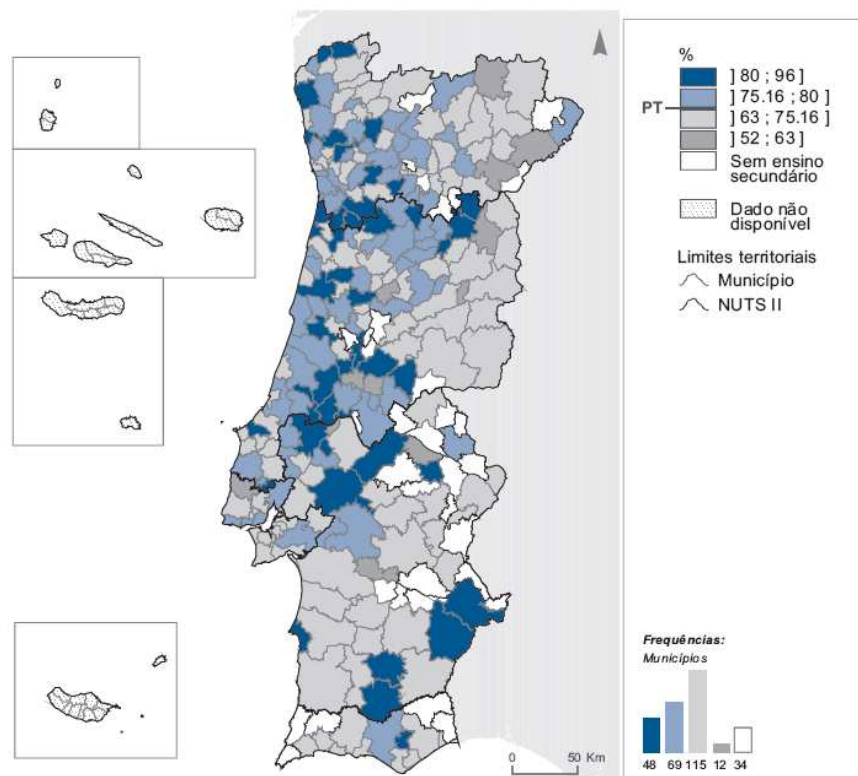 %
] 80 ; 96 ]
] 75.16 ; 80 ]
PT
] 63 ; 75.16 ]
] 52 ; 63 ]
Sem ensino
secundário
Dado não
disponível
Limites territoriais
Município
NUTS II
Frequências:
Municípios
48 69 115 12 34
0 50 Km